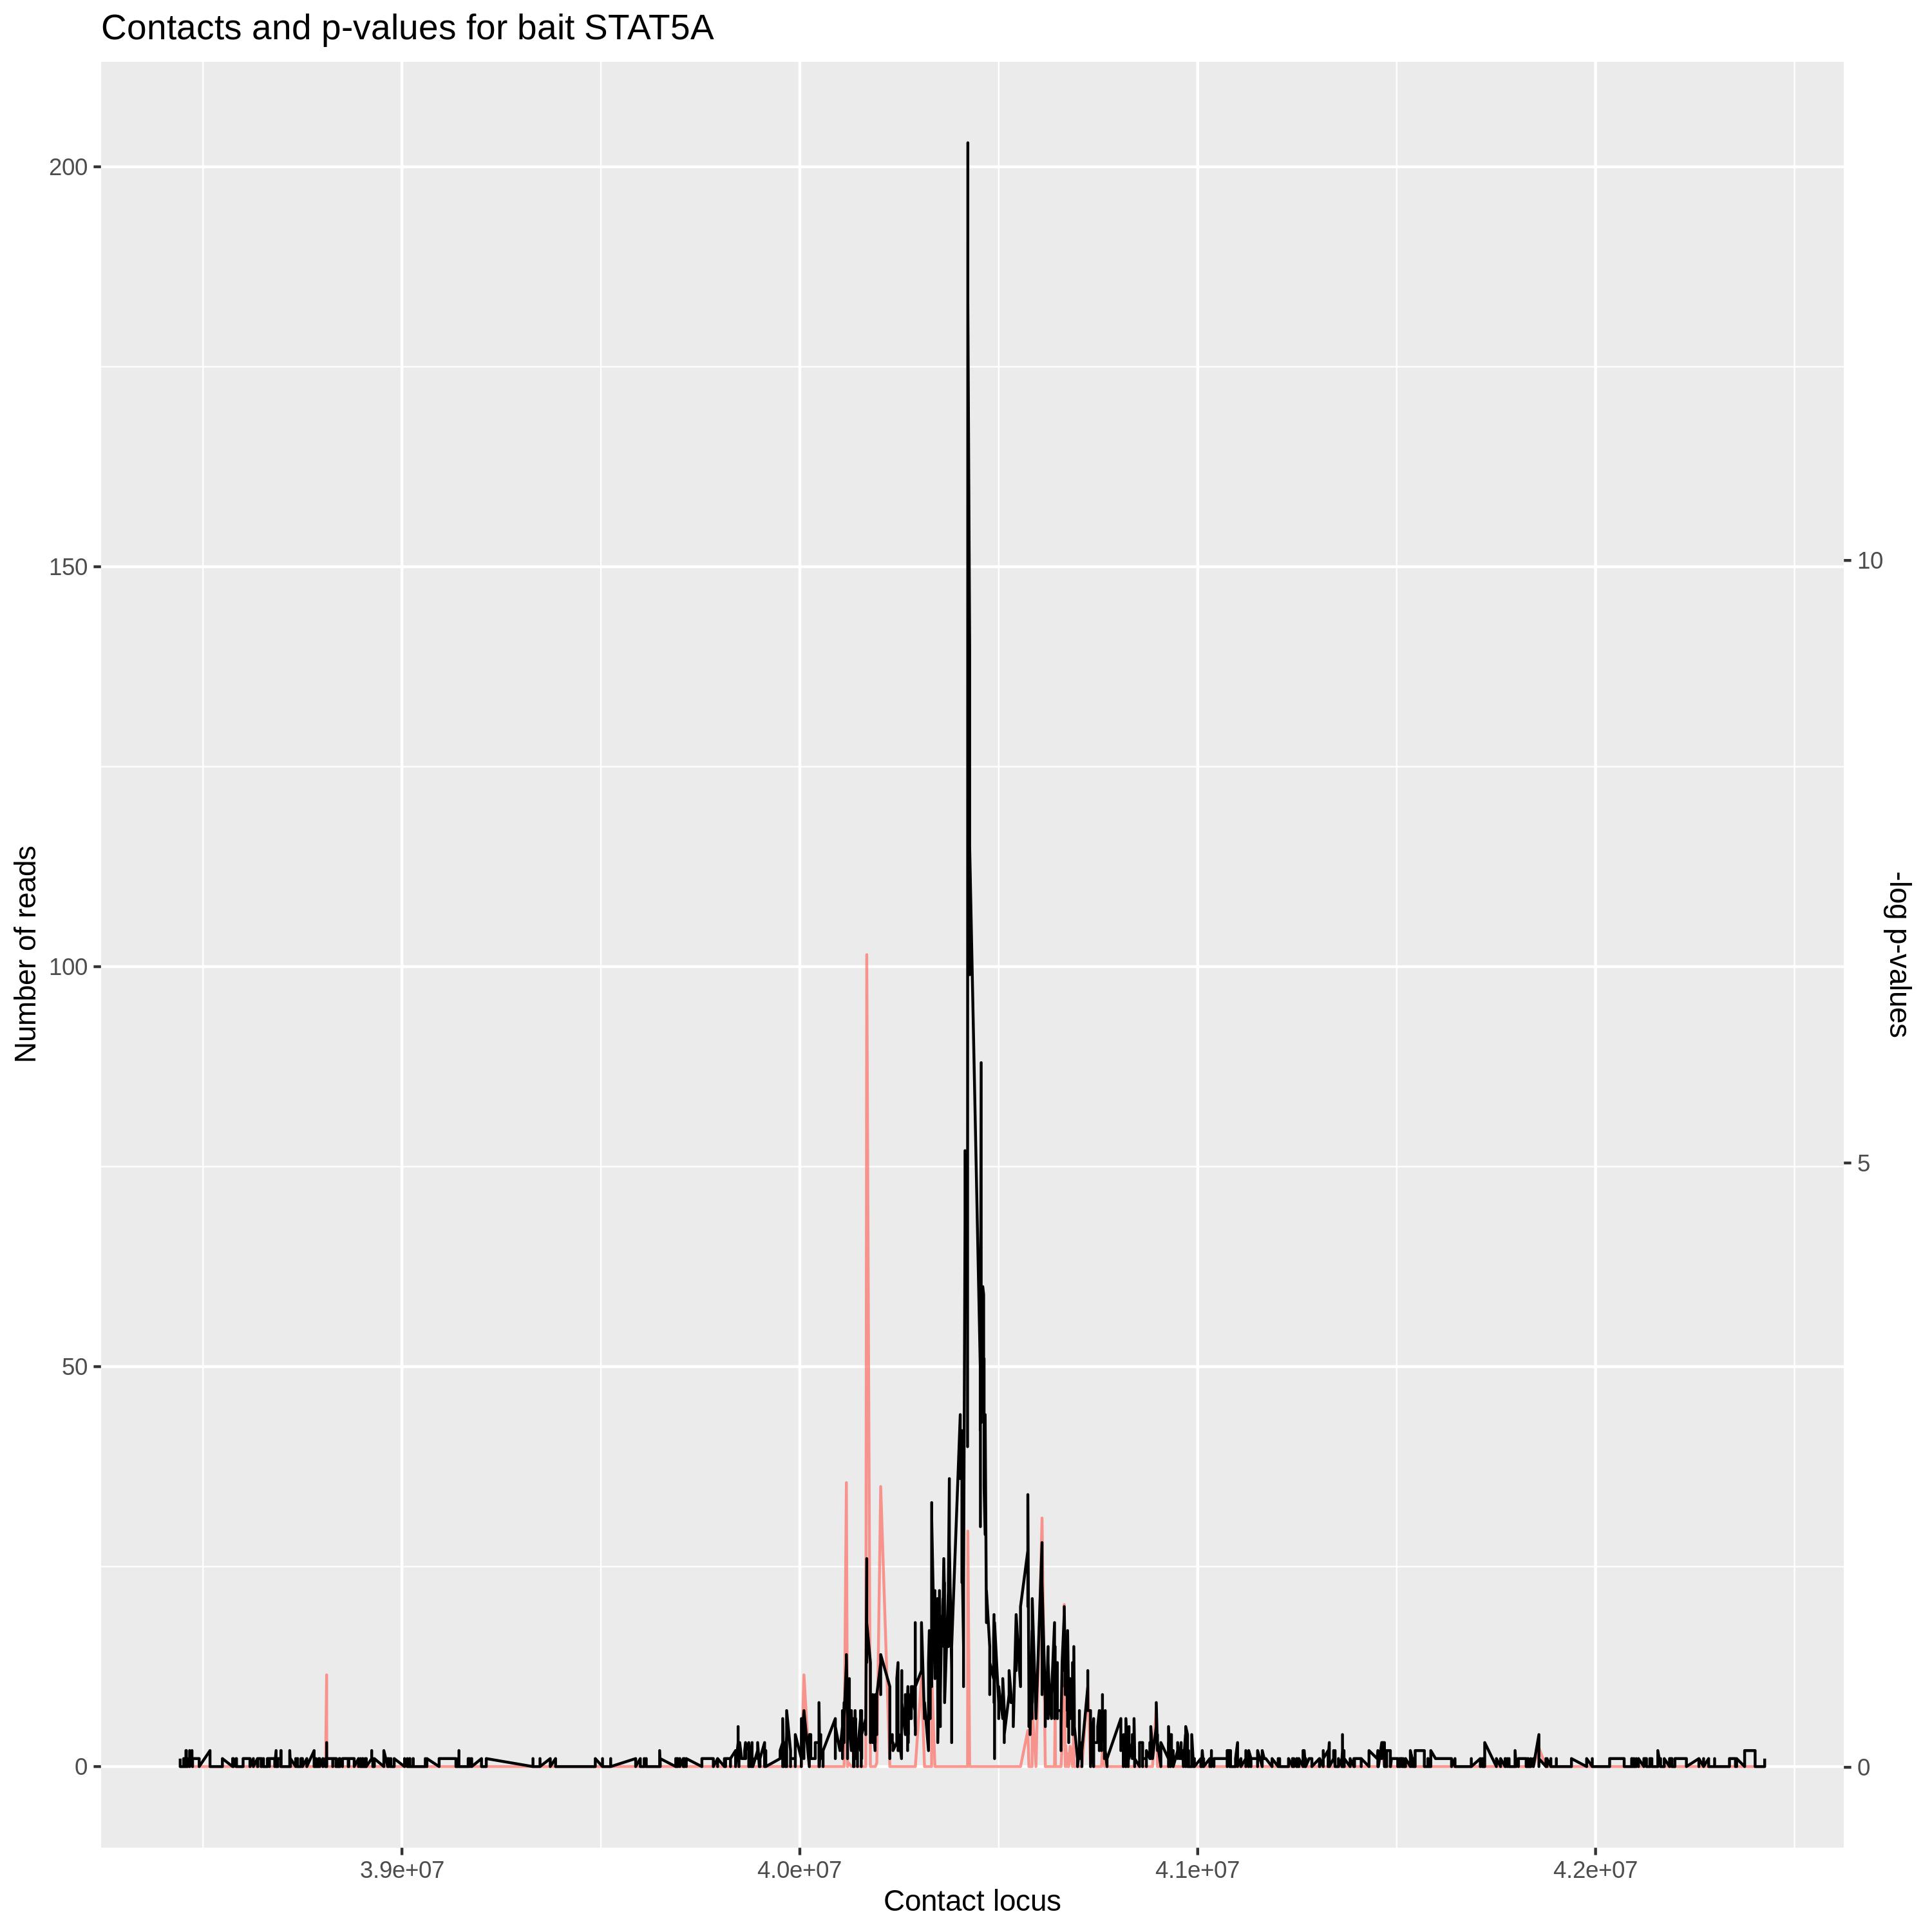 Contacts and p-values for bait STAT5A
200
150
100
50
0
Number of reads
10
5
0
-log p-values
3.9e+07 4.0e+07 4.1e+07 4.2e+07
Contact locus